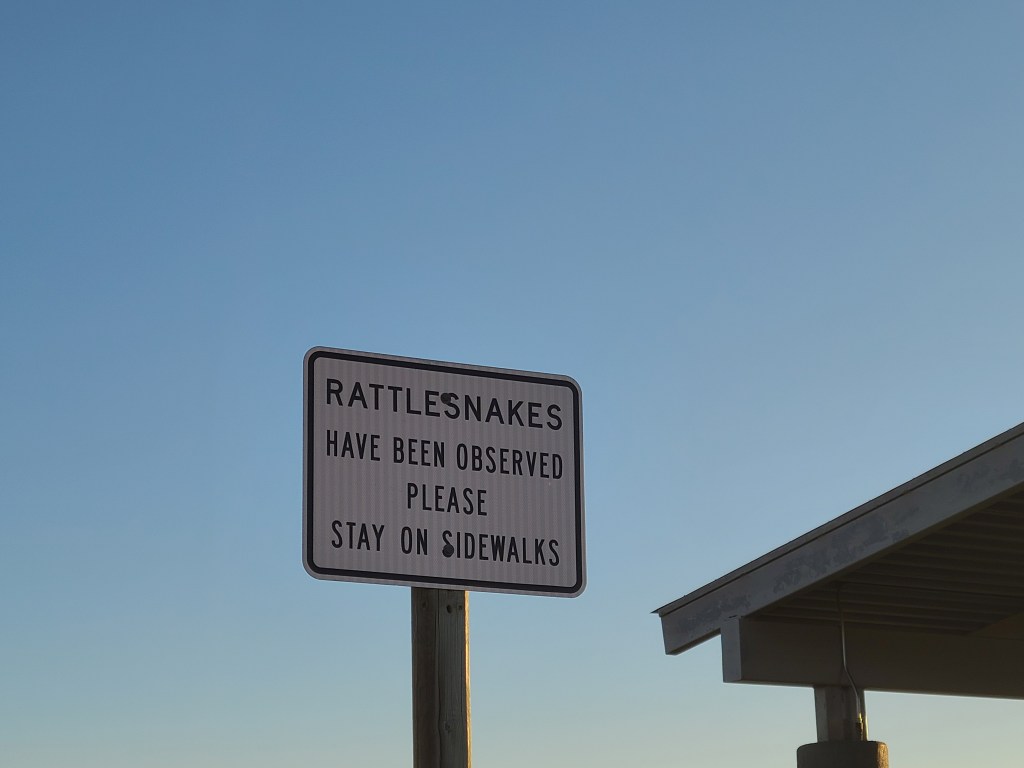 RATTLESNAKES
HAVE BEEN OBSERVED
PLEASE
STAY ON SIDEWALKS